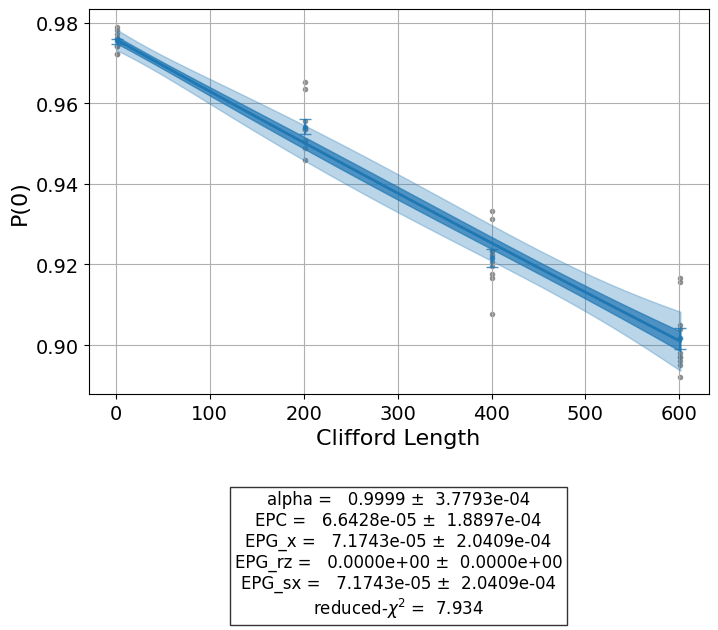 0.98
0.96
0.94
0.92
0.90
P(0)
0 100 200 300 400 500 600
Clifford Length
alpha = 0.9999 ± 3.7793e-04
EPC = 6.6428e-05 ± 1.8897e-04
EPG_x = 7.1743e-05 ± 2.0409e-04
EPG_rz = 0.0000e+00 ± 0.0000e+00
EPG_sx = 7.1743e-05 ± 2.0409e-04
reduced-χ² = 7.934